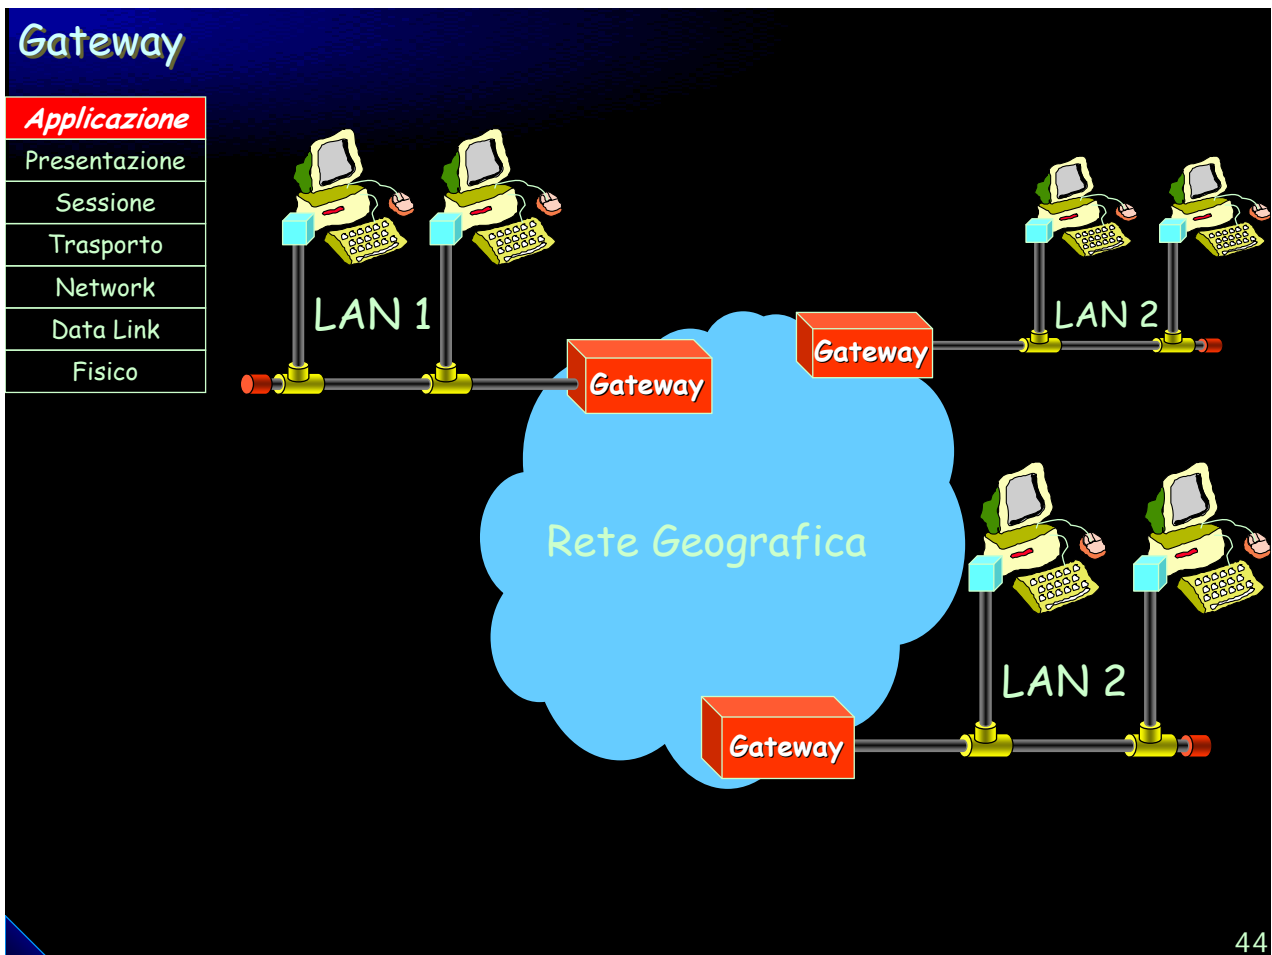 Gateway
Applicazione
Presentazione
Sessione
Trasporto
Network
Data Link
Fisico
LAN 1
LAN 2
Gateway
Gateway
Rete Geografica
LAN 2
Gateway
44